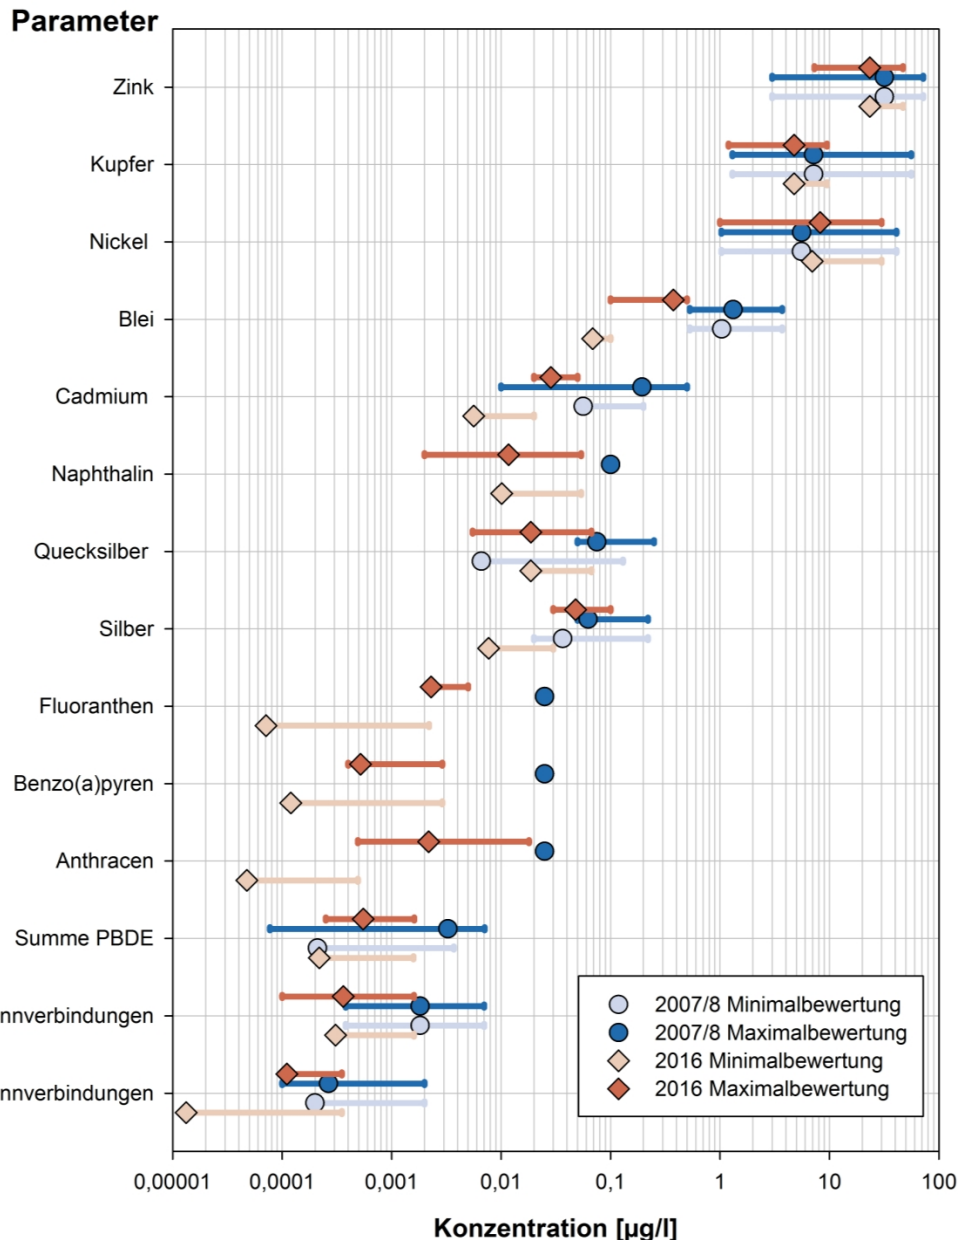 Parameter
Zink
Kupfer
Nickel
Blei
Cadmium
Naphthalin
Quecksilber
Silber
Fluoranthen
Benzo(a)pyren
Anthracen
Summe PBDE
nnverbindungen
nnverbindungen
2007/8 Minimalbewertung
2007/8 Maximalbewertung
2016 Minimalbewertung
2016 Maximalbewertung
0,00001 0,0001 0,001 0,01 0,1 1 10 100
Konzentration [µg/l]